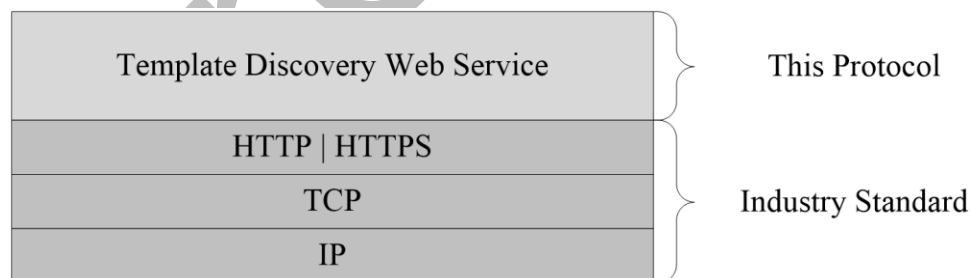 Template Discovery Web Service
This Protocol
HTTP | HTTPS
TCP
Industry Standard
IP